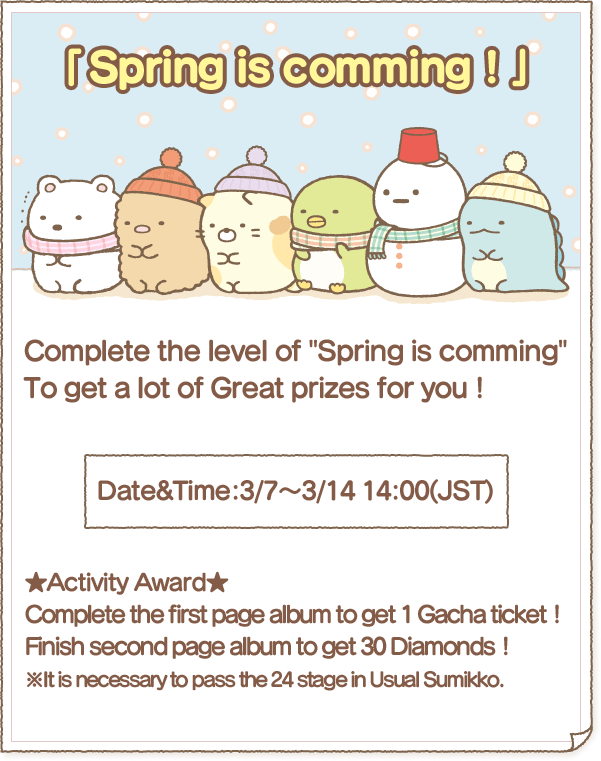 「Spring is comming！」
Complete the level of "Spring is comming"
To get a lot of Great prizes for you！
Date&Time:3/7～3/14 14:00(JST)
★Activity Award★
Complete the first page album to get 1 Gacha ticket！
Finish second page album to get 30 Diamonds！
※It is necessary to pass the 24 stage in Usual Sumikko.